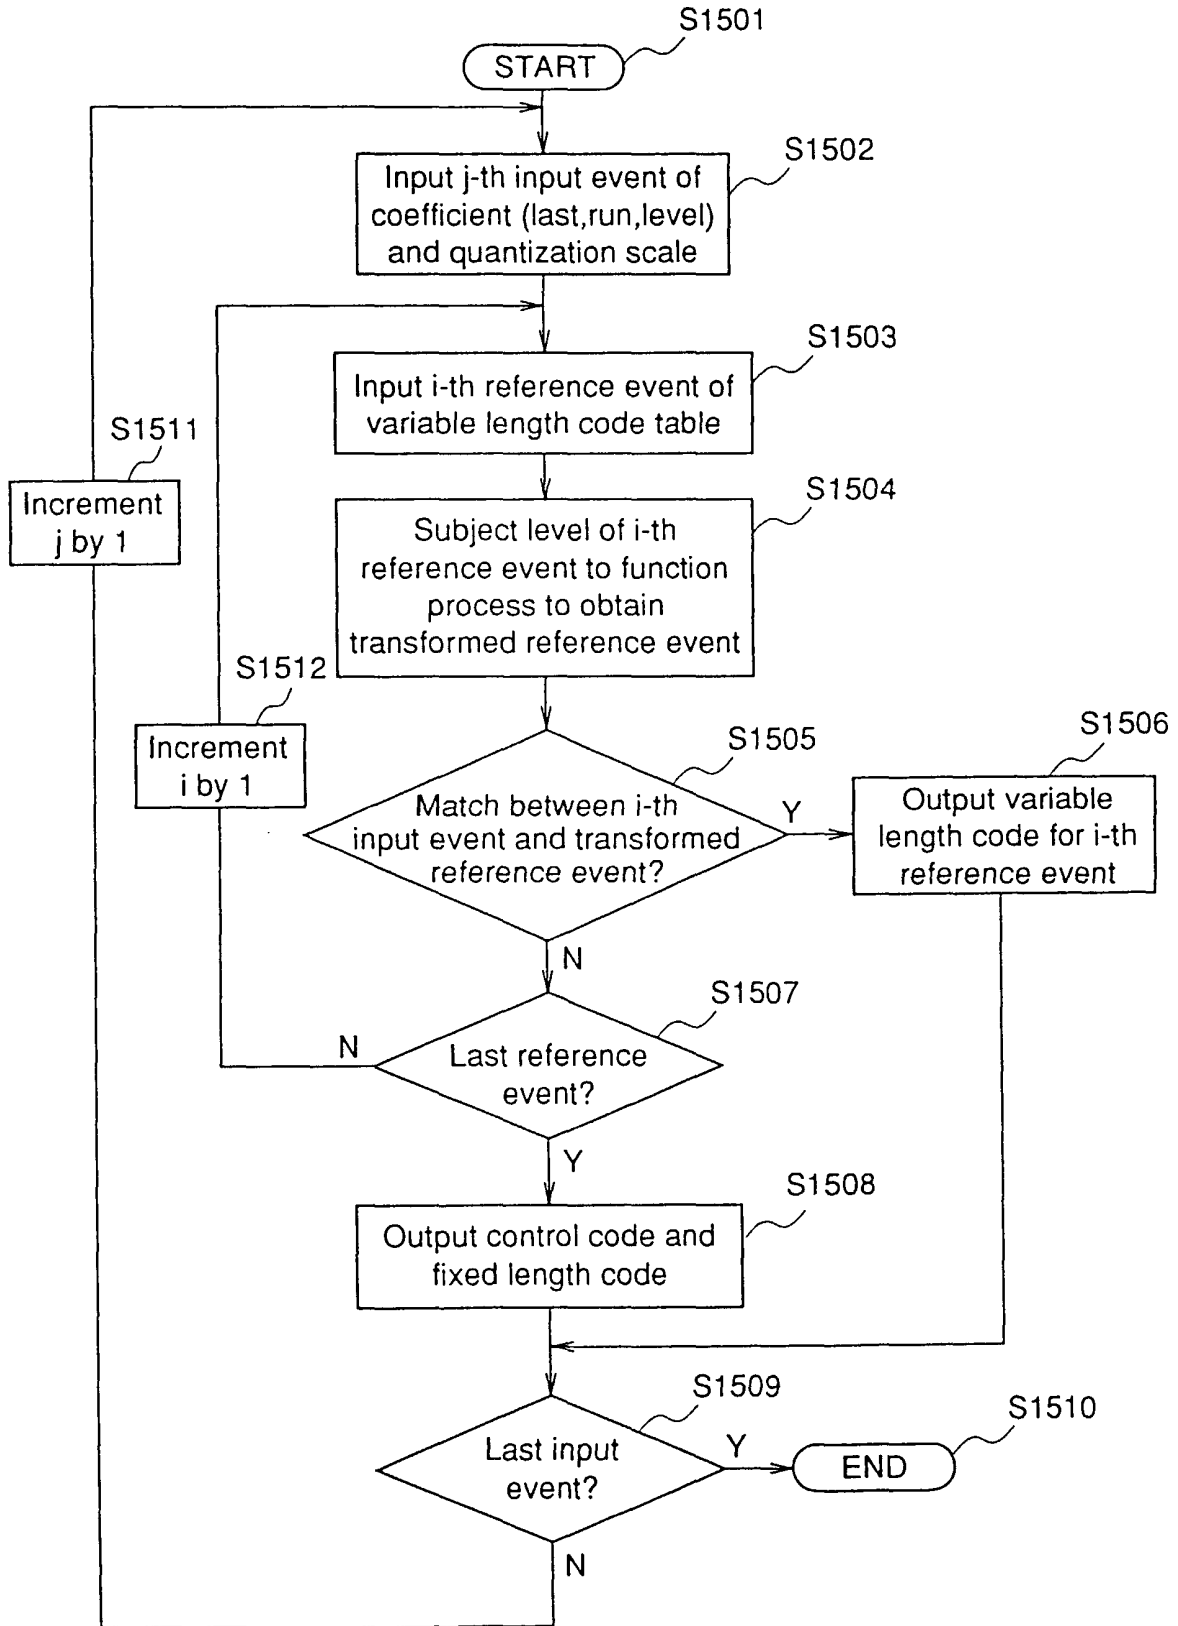 S1501
START
S1502
Input j-th input event of
coefficient (last,run,level)
and quantization scale
S1503
Input i-th reference event of
variable length code table
S1511
Increment
j by 1
S1504
Subject level of i-th
reference event to function
process to obtain
transformed reference event
S1512
Increment
i by 1
S1505
Match between i-th
input event and transformed
reference event?
Y
S1506
Output variable
length code for i-th
reference event
N
S1507
Last reference
event?
N
Y
S1508
Output control code and
fixed length code
S1509
Last input
event?
Y
S1510
END
N